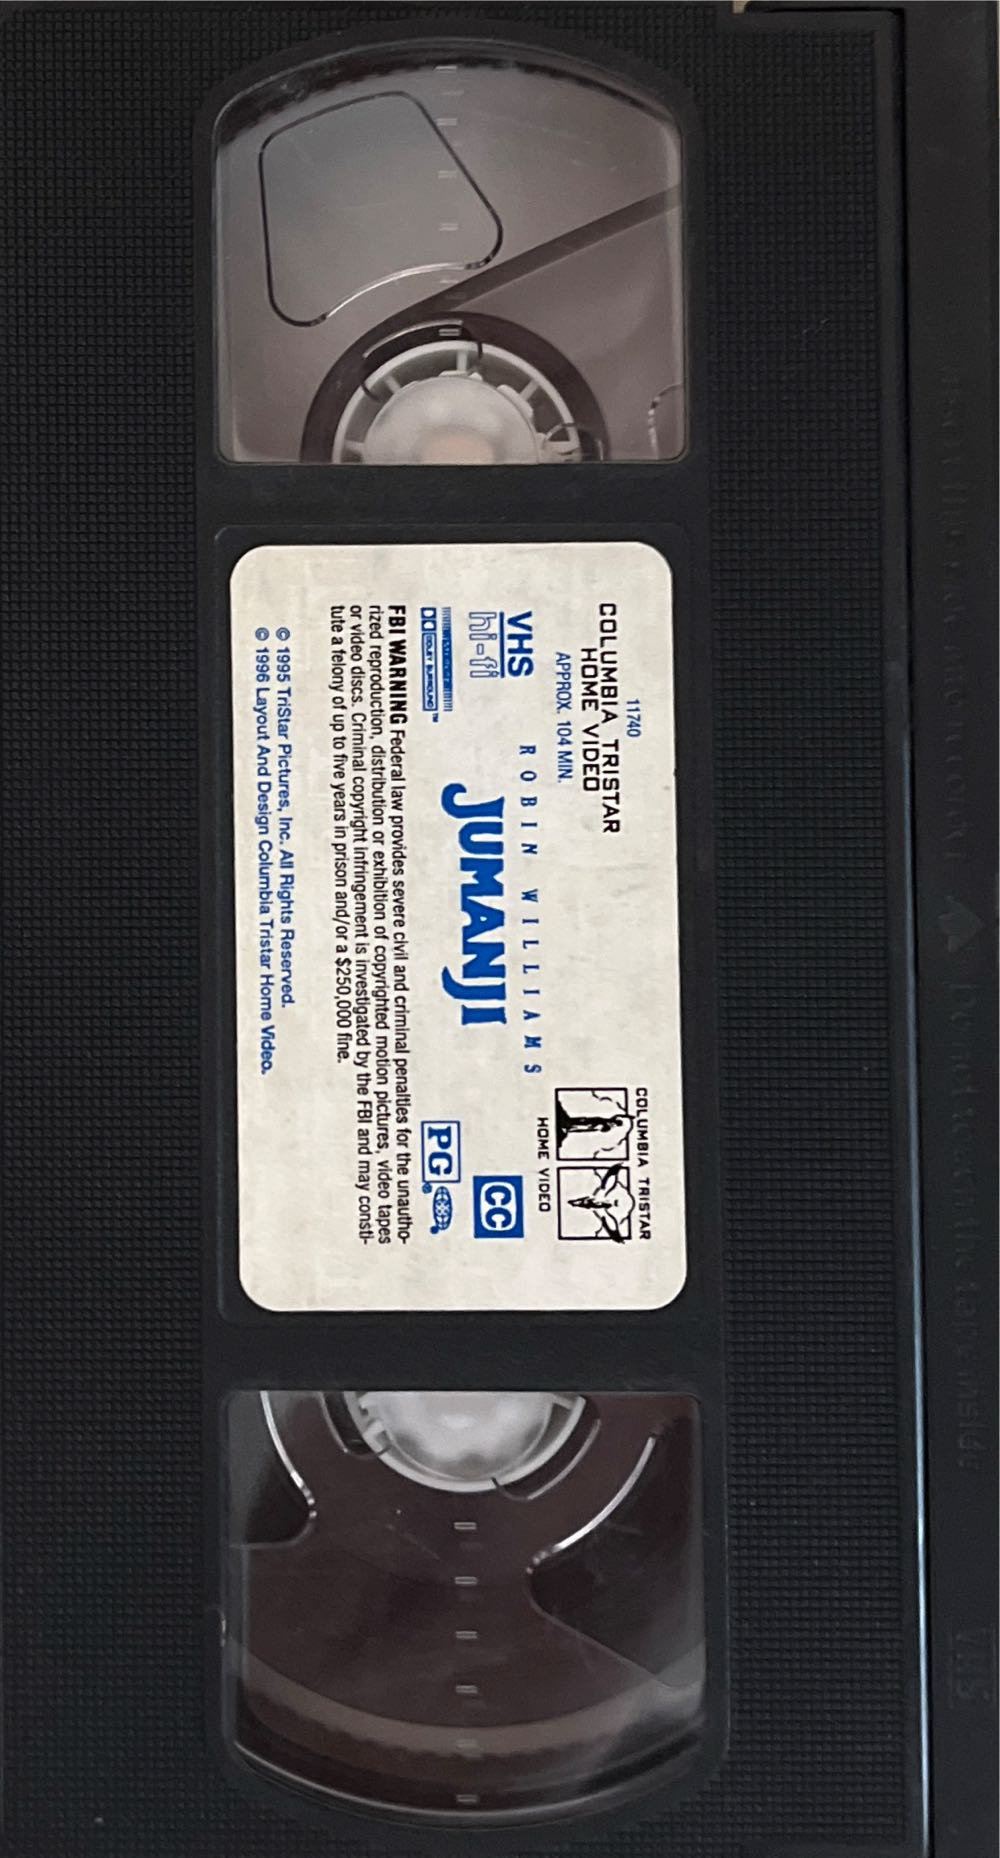 11740
COLUMBIA TRISTAR
HOME VIDEO
APPROX. 104 MIN.
COLUMBIA TRISTAR
HOME VIDEO
VHS
hi-fi
ROBIN WILLIAMS
JUMANJI
CC
DOLBY SURROUND™
PG®
FBI WARNING Federal law provides severe civil and criminal penalties for the unautho-
rized reproduction, distribution or exhibition of copyrighted motion pictures, video tapes
or video discs. Criminal copyright infringement is investigated by the FBI and may consti-
tute a felony of up to five years in prison and/or a $250,000 fine.
© 1995 TriStar Pictures, Inc. All Rights Reserved.
© 1996 Layout And Design Columbia Tristar Home Video.
VHS